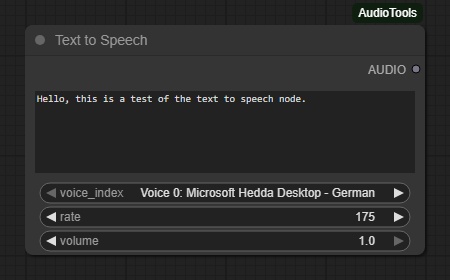 AudioTools
Text to Speech
AUDIO
Hello, this is a test of the text to speech node.
voice_index Voice 0: Microsoft Hedda Desktop - German
rate 175
volume 1.0